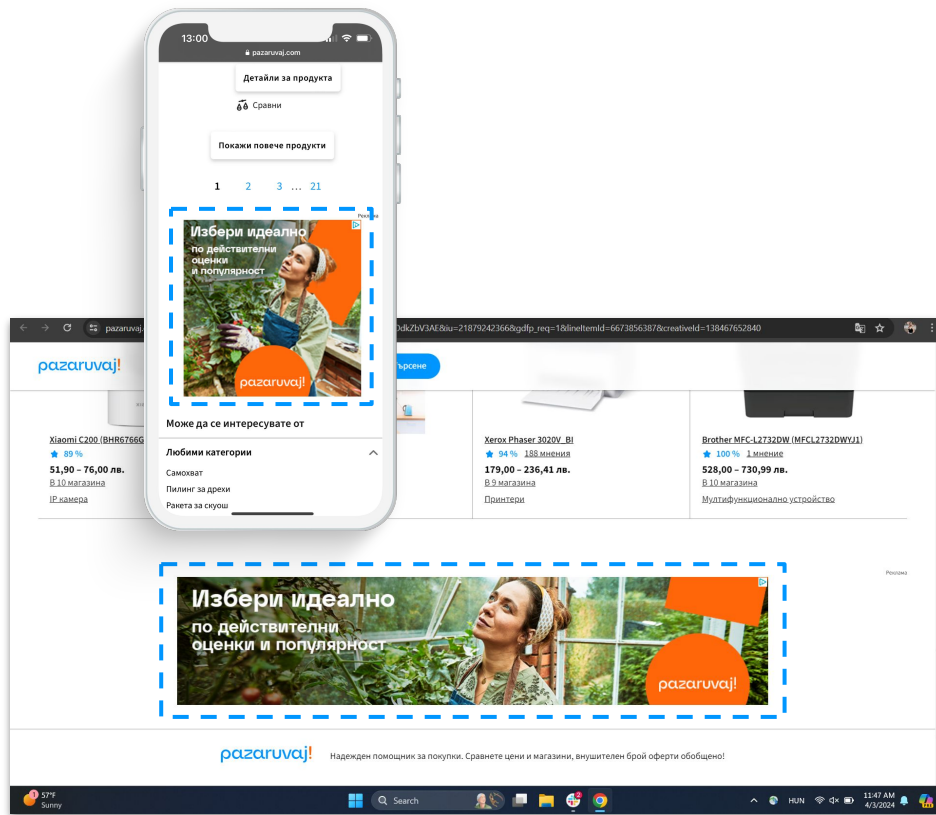 13:00
pazaruvaj.com
Детайли за продукта
Сравни
Покажи повече продукти
1 2 3 ... 21
Реклама
Избери идеално
по действителни
оценки
и популярност
pazaruvaj!
Може да се интересувате от
Любими категории
Самохват
Пилинг за дрехи
Ракета за скуош
pazaruvaj.
dkZbV3AE&iu=21879242366&gdfp_req=1&lineItemId=6673856387&creativeId=138467652840
pazaruvaj!
Xiaomi C200 (BHR6766G
89 %
51,90 – 76,00 лв.
В 10 магазина
IP камера
Xerox Phaser 3020V_BI
94 % 188 мнения
179,00 – 236,41 лв.
В 9 магазина
Принтери
Brother MFC-L2732DW (MFCL2732DWYJ1)
100 % 1 мнение
528,00 – 730,99 лв.
В 10 магазина
Мултифункционално устройство
Реклама
Избери идеално
по действителни
оценки и популярност
pazaruvaj!
pazaruvaj!
Надежден помощник за покупки. Сравнете цени и магазини, внушителен брой оферти обобщено!
1
57°F
Sunny
Search
2
HUN
11:47 AM
4/3/2024